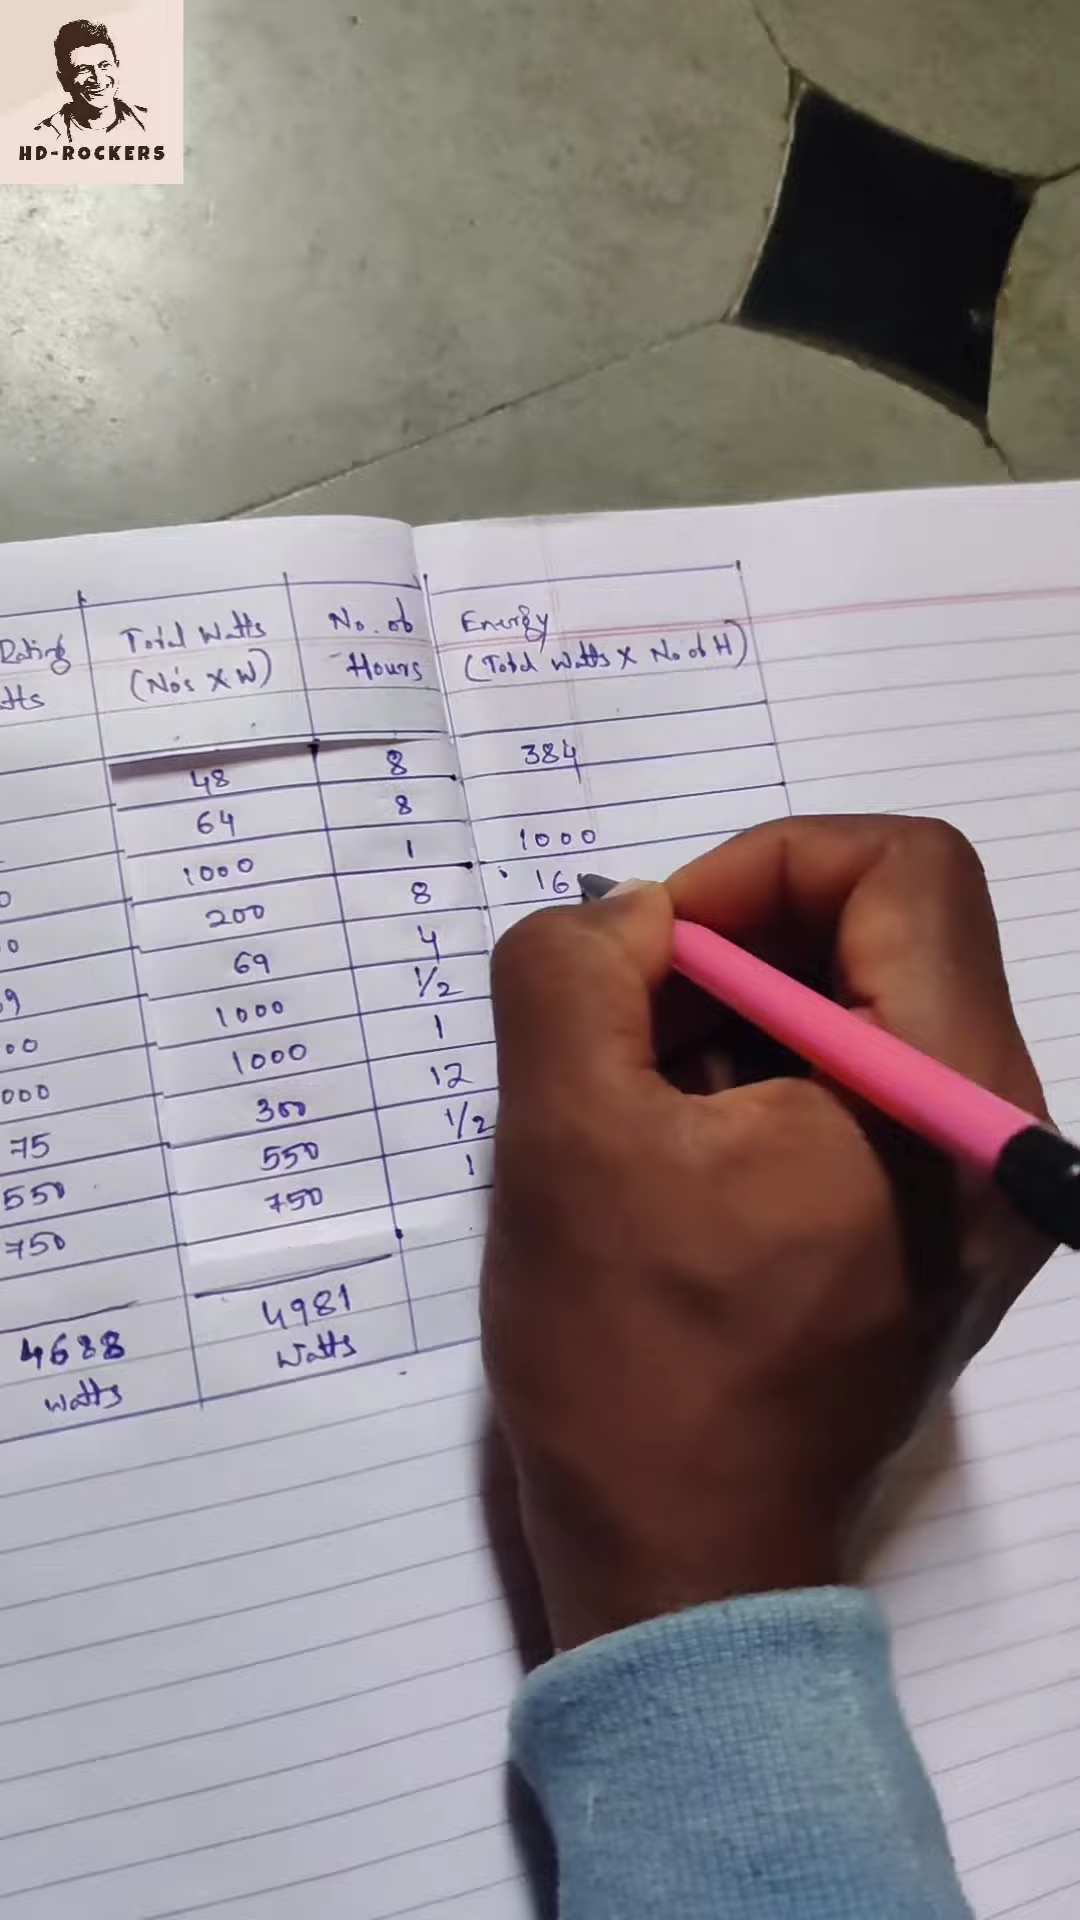 HD-ROCKERS
Rating Total Watts No. of Energy
(No's X W) Hours (Total Watts X No of H)
48 8 384
64 8
1000 1 1000
200 8 16
69 4
1000 1/2
1000 1
75 300 12
550 550 1/2
750 750 1
4688 4981
watts Watts